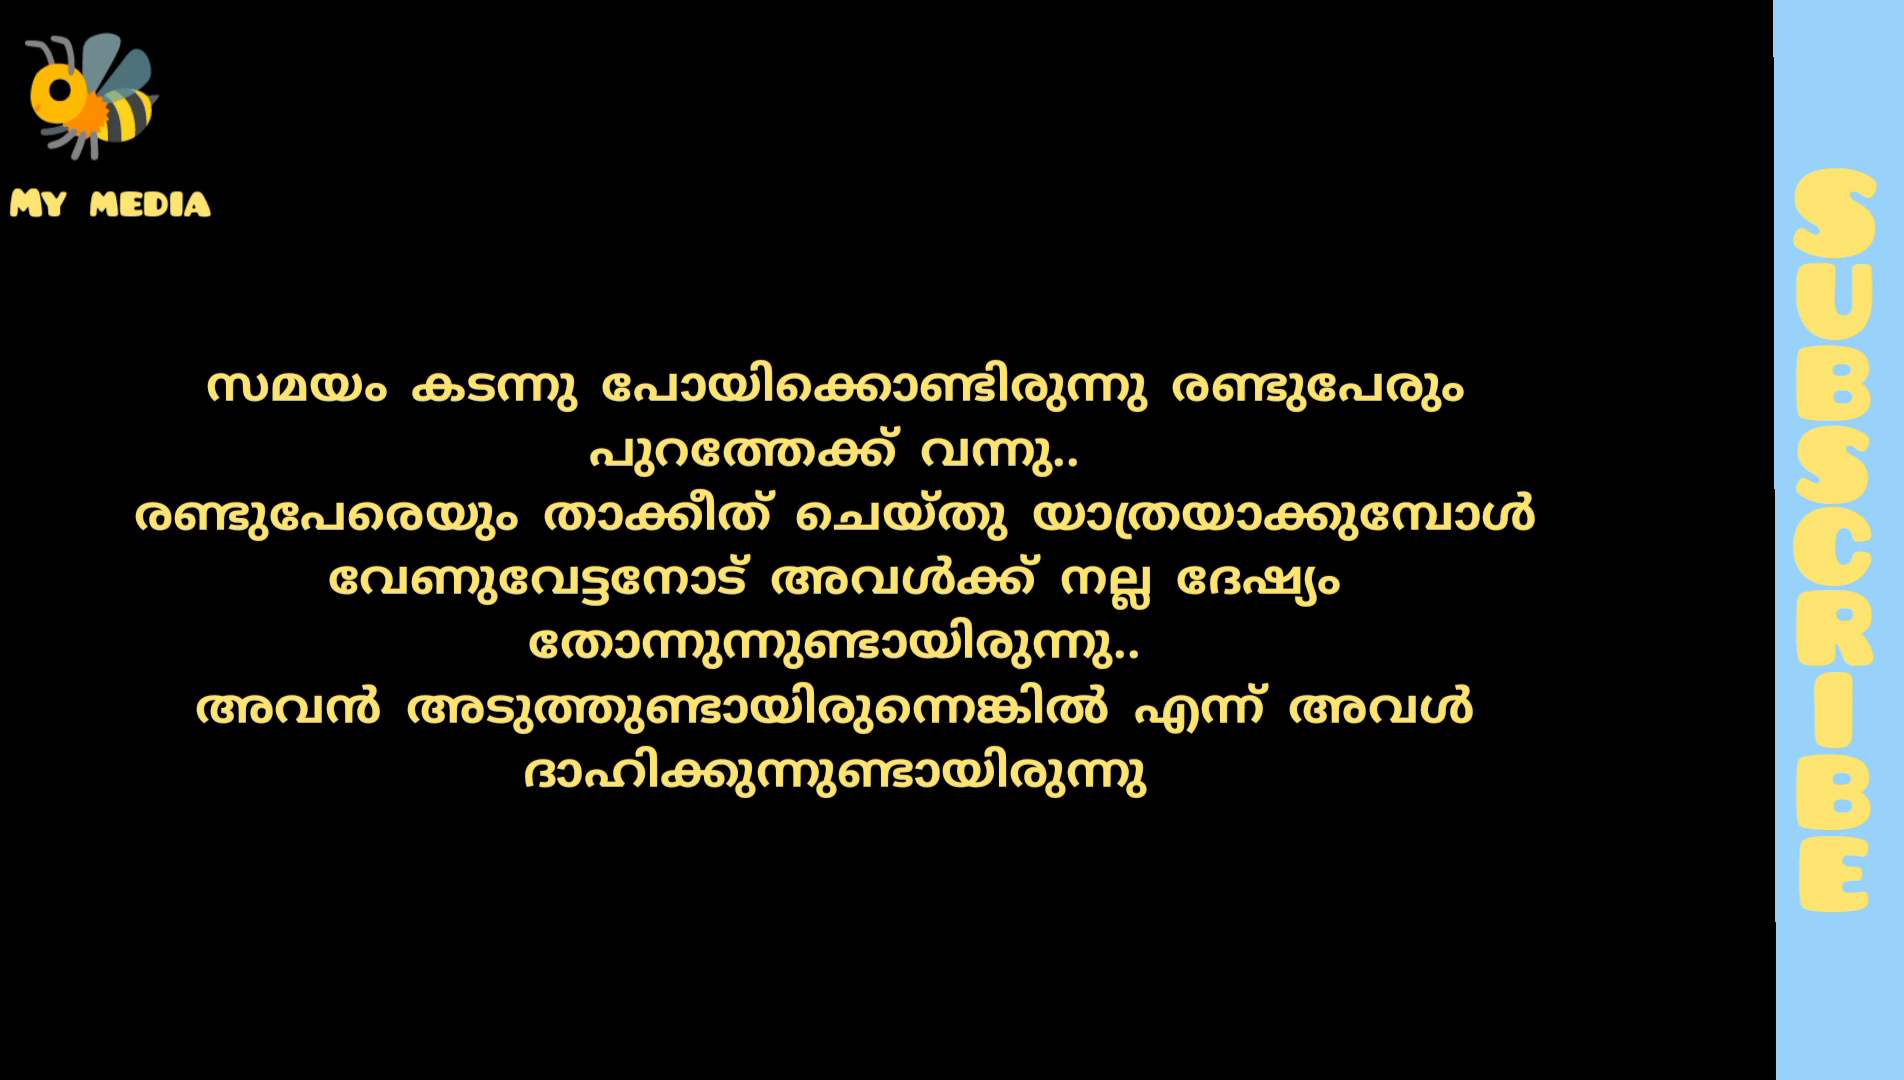 My media
സമയം കടന്നു പോയിക്കൊണ്ടിരുന്നു രണ്ടുപേരും
പുറത്തേക്ക് വന്നു..
രണ്ടുപേരെയും താക്കീത് ചെയ്തു യാത്രയാക്കുമ്പോൾ
വേണുവേട്ടനോട് അവൾക്ക് നല്ല ദേഷ്യം
തോന്നുന്നുണ്ടായിരുന്നു..
അവൻ അടുത്തുണ്ടായിരുന്നെങ്കിൽ എന്ന് അവൾ
ദാഹിക്കുന്നുണ്ടായിരുന്നു
SUBSCRIBE